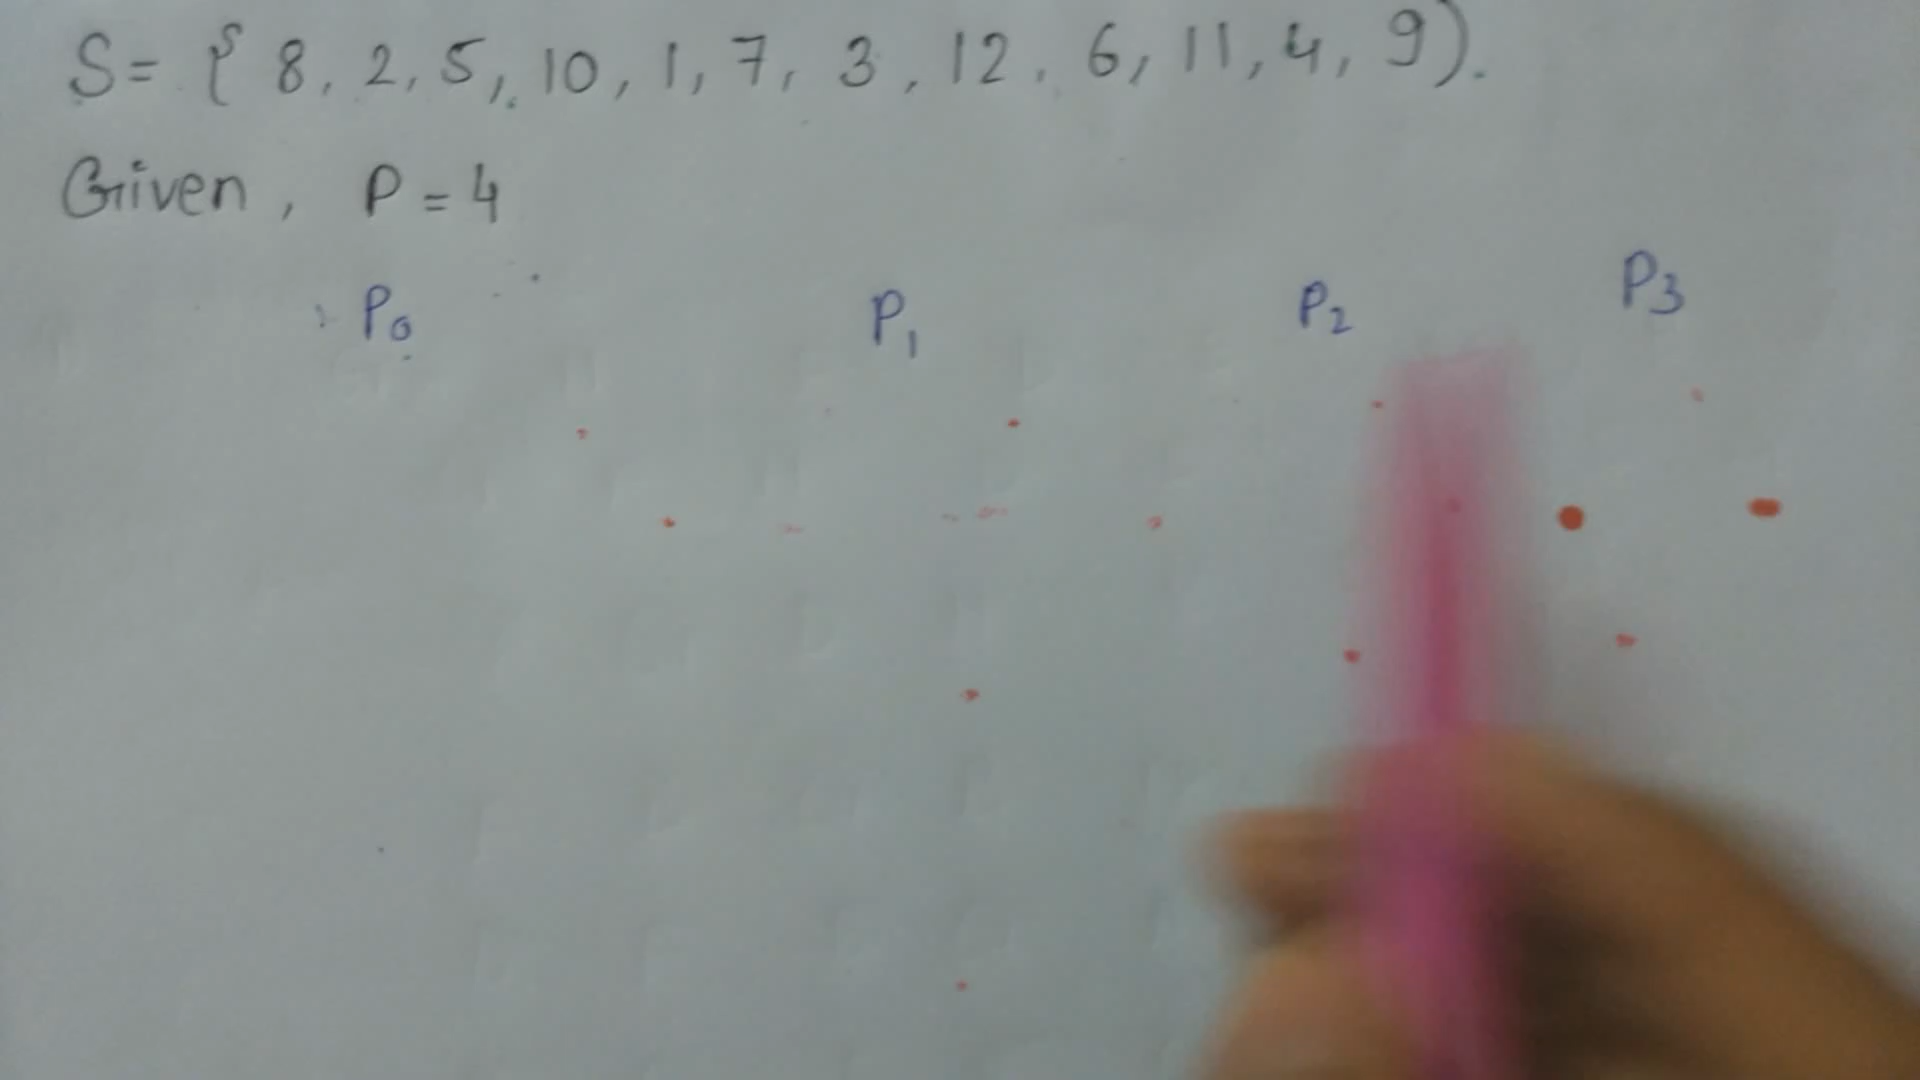 S = { 8, 2, 5, 10, 1, 7, 3, 12, 6, 11, 4, 9 ).
Given, P = 4
P0 P1 P2 P3